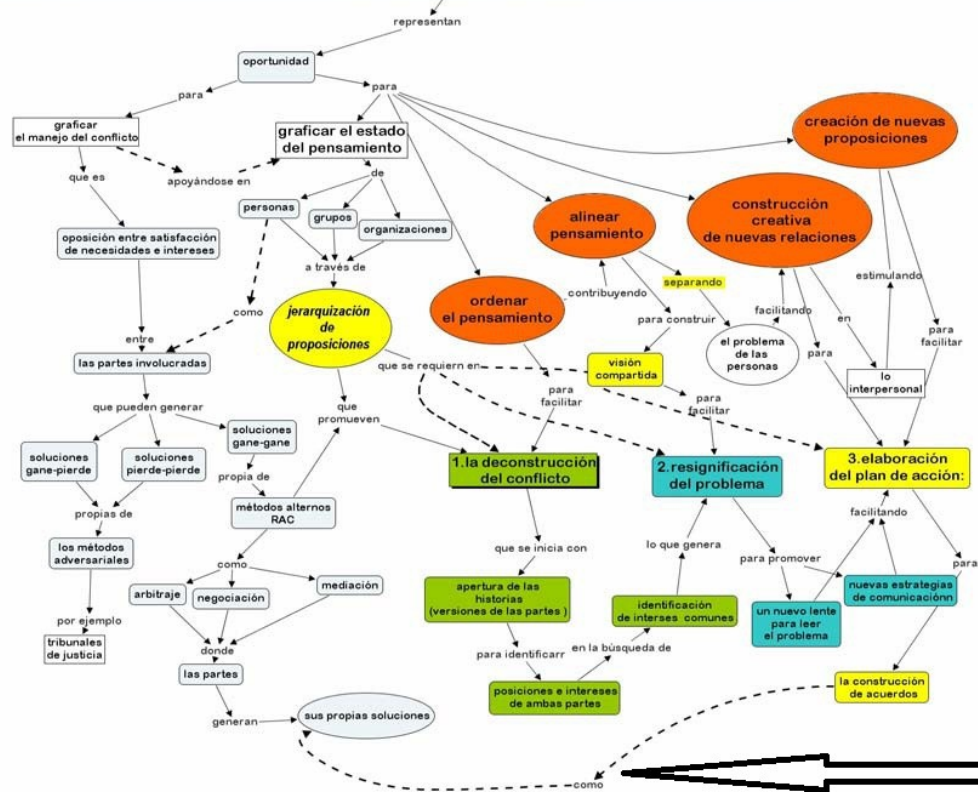 representan
oportunidad
para
para
graficar
el manejo del conflicto
graficar el estado
del pensamiento
creación de nuevas
proposiciones
que es
apoyándose en
de
personas
grupos
organizaciones
alinear
pensamiento
construcción
creativa
de nuevas relaciones
oposición entre satisfacción
de necesidades e intereses
a través de
separando
estimulando
contribuyendo
ordenar
el pensamiento
como
jerarquización
de
proposiciones
para construir
facilitando
en
para
facilitar
entre
el problema
de las
personas
para
las partes involucradas
que se requiern en
visión
compartida
lo
interpersonal
que pueden generar
que
promueven
para
facilitar
para
facilitar
soluciones
gane-pierde
soluciones
pierde-pierde
soluciones
gane-gane
1.la deconstrucción
del conflicto
2.resignificación
del problema
3.elaboración
del plan de acción:
propia de
propias de
métodos alternos
RAC
facilitando
los métodos
adversariales
que se inicia con
lo que genera
para promover
para
como
arbitraje
negociación
mediación
apertura de las
historias
(versiones de las partes )
identificación
de interses comunes
un nuevo lente
para leer
el problema
nuevas estrategias
de comunicaciónn
por ejemplo
tribunales
de justicia
donde
para identificarr
en la búsqueda de
las partes
posiciones e intereses
de ambas partes
la construcción
de acuerdos
generan
sus propias soluciones
como